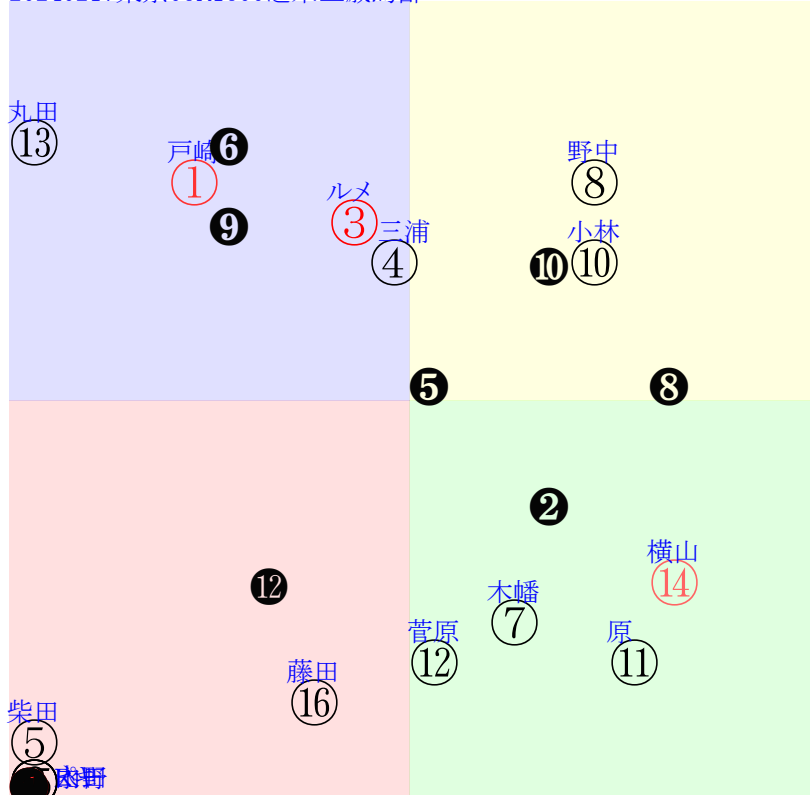 丸田
⑬
戸崎
❻
①
野中
⑧
ルメ
③
❾
三浦
④
小林
⑩
❿
❺
❽
❷
横山
⑭
⓬
木幡
⑦
菅原
⑫
原
⑪
藤田
⑯
柴田
⑤